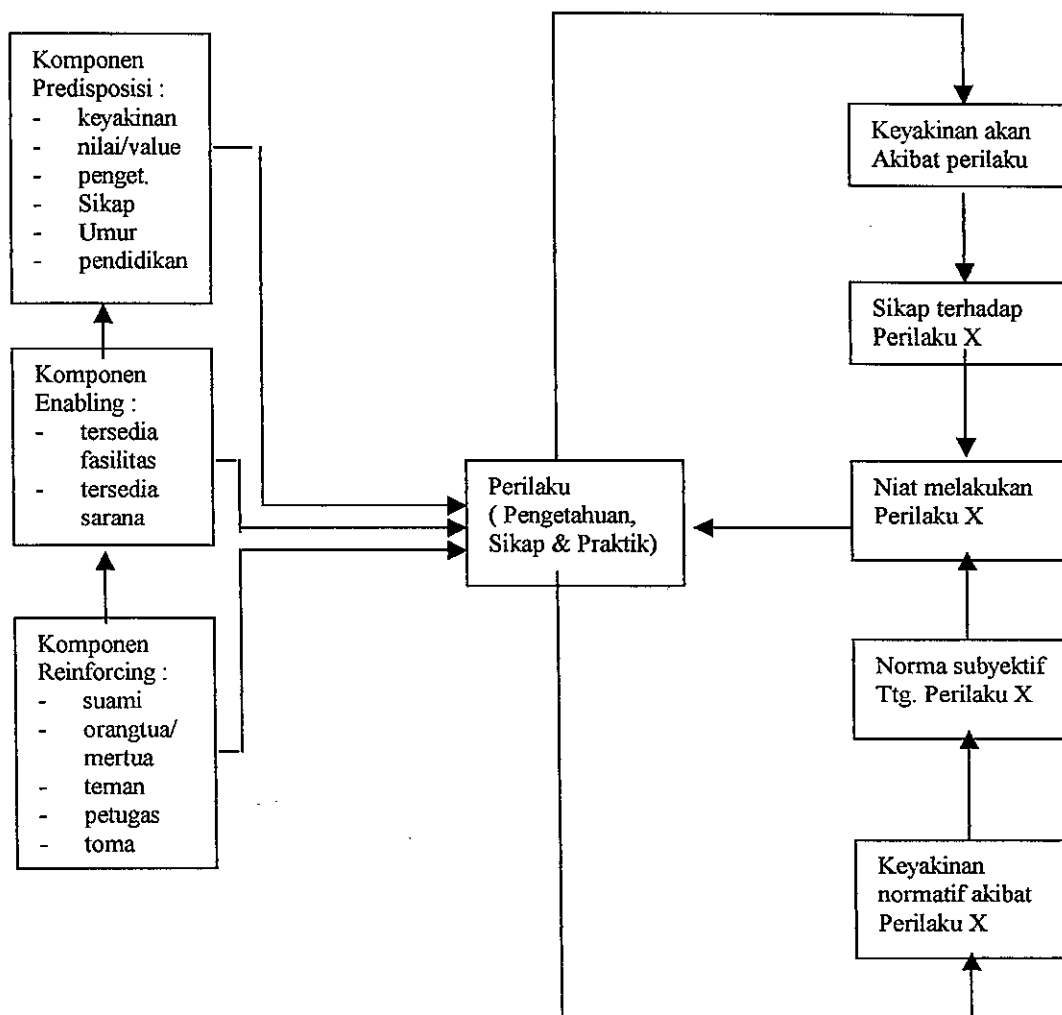 Komponen
Predisposisi :
- keyakinan
- nilai/value
- penget.
- Sikap
- Umur
- pendidikan
Komponen
Enabling :
- tersedia
fasilitas
- tersedia
sarana
Komponen
Reinforcing :
- suami
- orangtua/
mertua
- teman
- petugas
- toma
Perilaku
( Pengetahuan,
Sikap & Praktik)
Keyakinan akan
Akibat perilaku
Sikap terhadap
Perilaku X
Niat melakukan
Perilaku X
Norma subyektif
Ttg. Perilaku X
Keyakinan
normatif akibat
Perilaku X